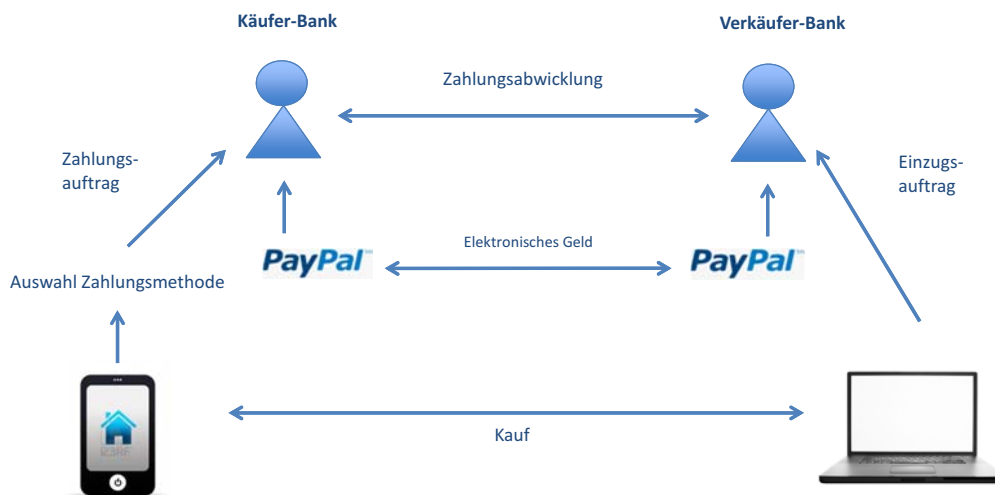 Käufer-Bank
Verkäufer-Bank
Zahlungsabwicklung
Zahlungs-
auftrag
Einzugs-
auftrag
Elektronisches Geld
PayPal
PayPal
Auswahl Zahlungsmethode
Kauf